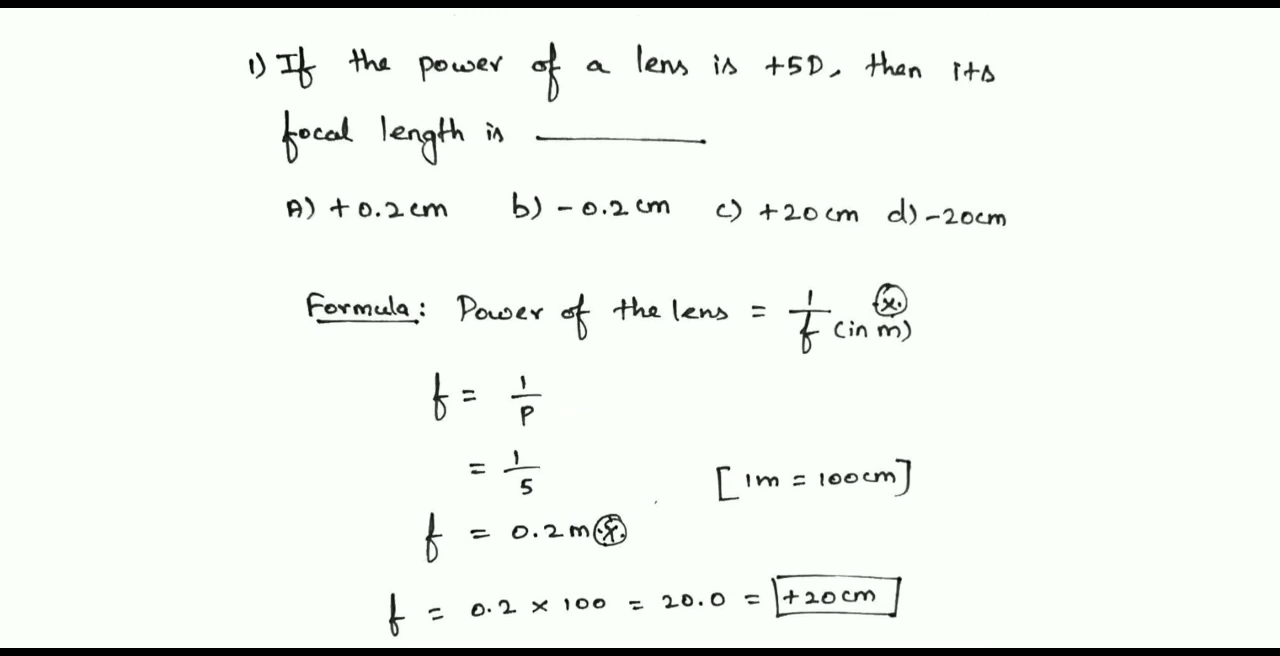 1) If the power of a lens is +5D, then its
focal length is ________
A) +0.2cm b) -0.2cm c) +20cm d) -20cm
Formula: Power of the lens = 1/f (in m)
f = 1/P
= 1/5 [1m = 100cm]
f = 0.2m
f = 0.2 × 100 = 20.0 = +20cm